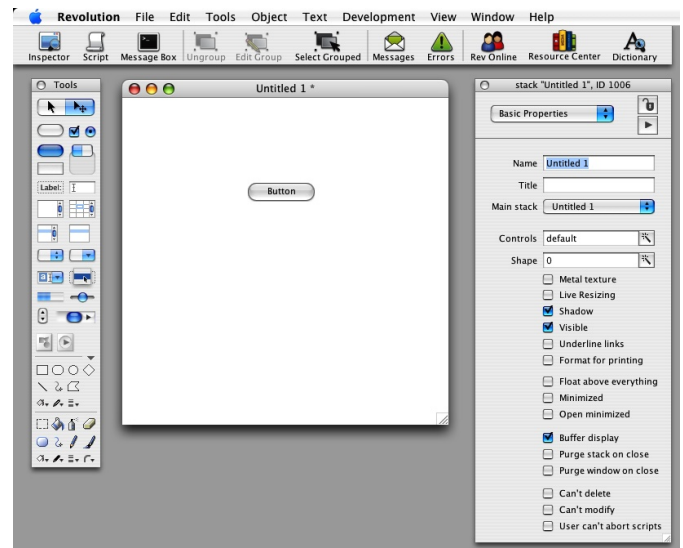 Revolution File Edit Tools Object Text Development View Window Help
Inspector Script Message Box Ungroup Edit Group Select Grouped Messages Errors Rev Online Resource Center Dictionary
Tools
Label:
Untitled 1 *
Button
stack "Untitled 1", ID 1006
Basic Properties
Name Untitled 1
Title
Main stack Untitled 1
Controls default
Shape 0
Metal texture
Live Resizing
Shadow
Visible
Underline links
Format for printing
Float above everything
Minimized
Open minimized
Buffer display
Purge stack on close
Purge window on close
Can't delete
Can't modify
User can't abort scripts